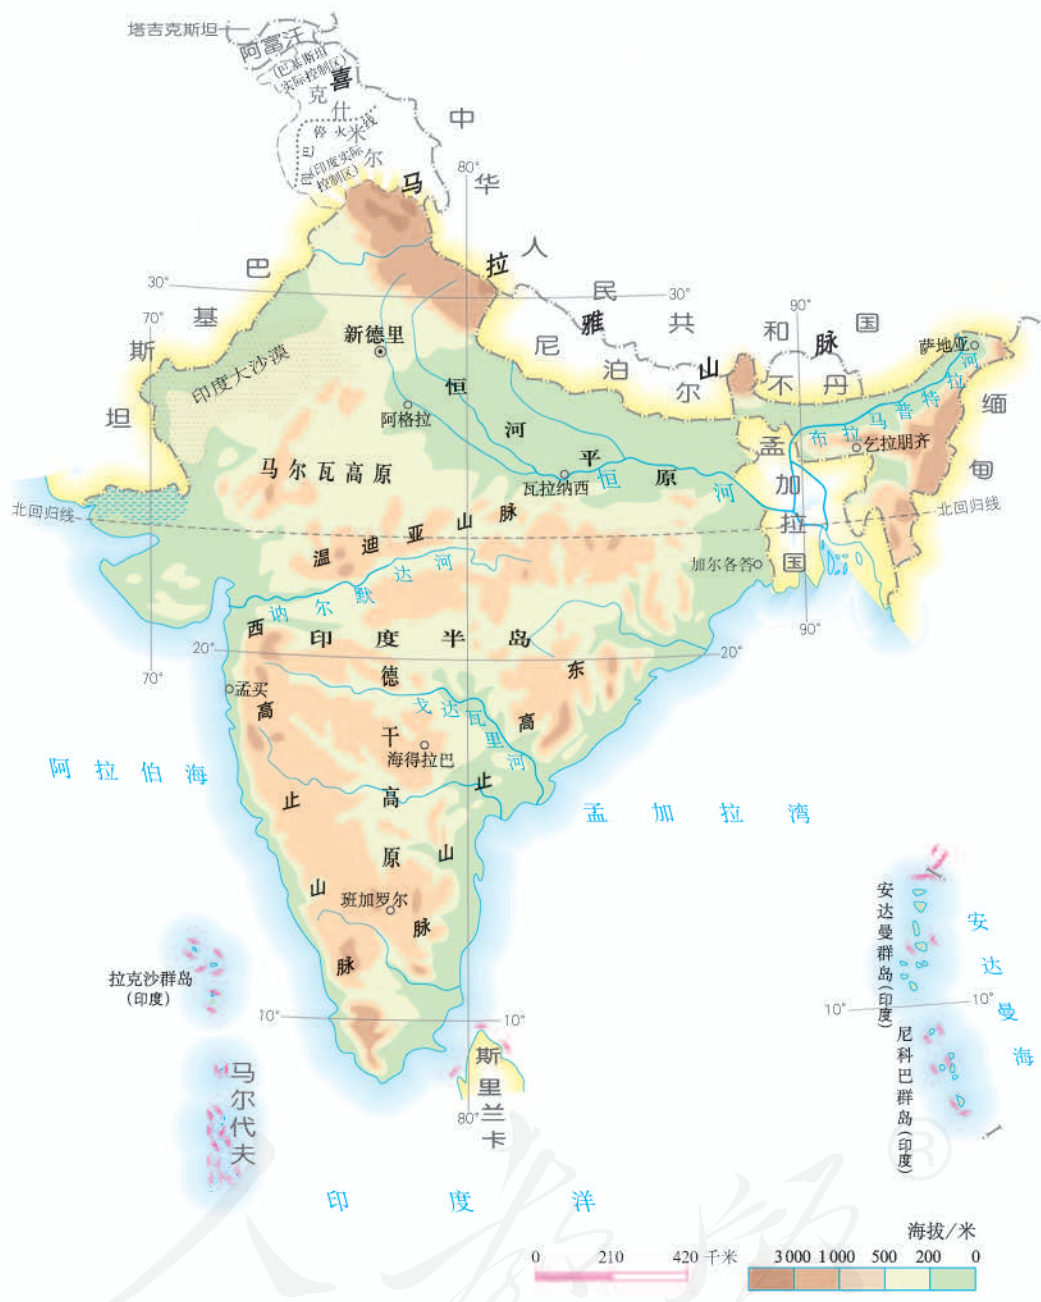 塔吉克斯坦
阿富汗
(巴基斯坦
实际控制区)
克什米尔
停火线
印巴
(印度实际
控制区)
喜马拉雅山脉
中华人民共和国
80°
巴基斯坦
30°
30°
70°
90°
新德里
尼泊尔
不丹
萨地亚
印度大沙漠
阿格拉
恒河平原
布拉马普特拉河
缅甸
孟加拉国
乞拉朋齐
马尔瓦高原
瓦拉纳西
恒河
北回归线
北回归线
温迪亚山脉
加尔各答
讷尔默达河
90°
西高止山脉
印度半岛
20°
20°
70°
德干高原
东高止山脉
孟买
戈达瓦里河
海得拉巴
阿拉伯海
孟加拉湾
班加罗尔
安达曼群岛(印度)
安达曼海
拉克沙群岛
(印度)
10°
10°
10°
10°
尼科巴群岛(印度)
斯里兰卡
马尔代夫
80°
印度洋
人教版
®
海拔/米
0 210 420 千米
3 000 1 000 500 200 0